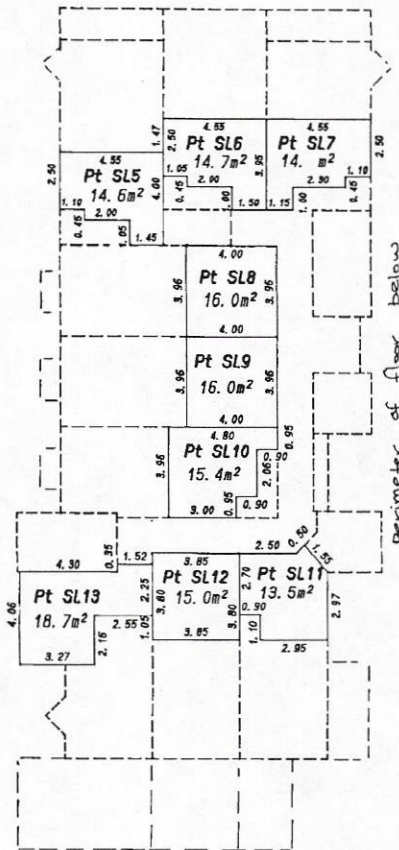 4.55 4.55
1.47 2.50 Pt SL6 3.95 Pt SL7 2.50
14.7m² 14. m²
4.55 1.05 2.00 2.90 1.10
2.50 Pt SL5 4.00 0.45 1.50 1.15 1.00 0.45
14.6m²
1.10 2.00
0.45 1.05 1.45
4.00
3.96 Pt SL8 3.96
16.0m²
4.00
3.96 Pt SL9 3.96
16.0m²
4.00
4.80 0.95
3.96 Pt SL10 0.90
15.4m² 2.06
0.95 0.90
3.00
perimeter of floor below
0.35 1.52 3.85 2.50 0.50 1.55
4.30
4.06 Pt SL13 2.25 3.80 Pt SL12 2.70 Pt SL11 2.97
18.7m² 15.0m² 3.80 13.5m²
2.55 1.05 0.90
2.16 3.85 1.10 2.95
3.27